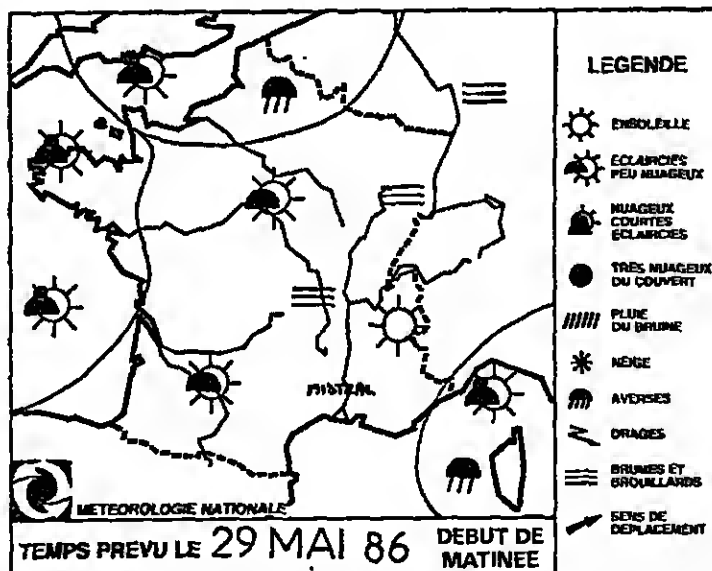 MISTRAL
METEOROLOGIE NATIONALE
TEMPS PREVU LE 29 MAI 86 DEBUT DE
MATINEE
LEGENDE
ENSOLEILLE
ECLAIRCIES
PEU NUAGEUX
NUAGEUX
COURTES
ECLAIRCIES
TRES NUAGEUX
OU COUVERT
PLUIE
OU BRUINE
NEIGE
AVERSES
ORAGES
BRUMES ET
BROUILLARDS
SENS DE
DEPLACEMENT